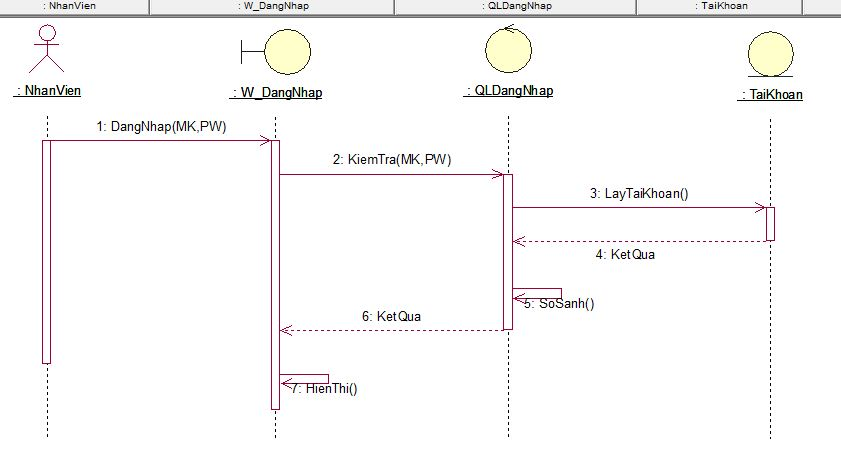 : NhanVien
: W_DangNhap
: QLDangNhap
: TaiKhoan
: NhanVien
: W_DangNhap
: QLDangNhap
: TaiKhoan
1: DangNhap(MK,PW)
2: KiemTra(MK,PW)
3: LayTaiKhoan()
4: KetQua
5: SoSanh()
6: KetQua
7: HienThi()